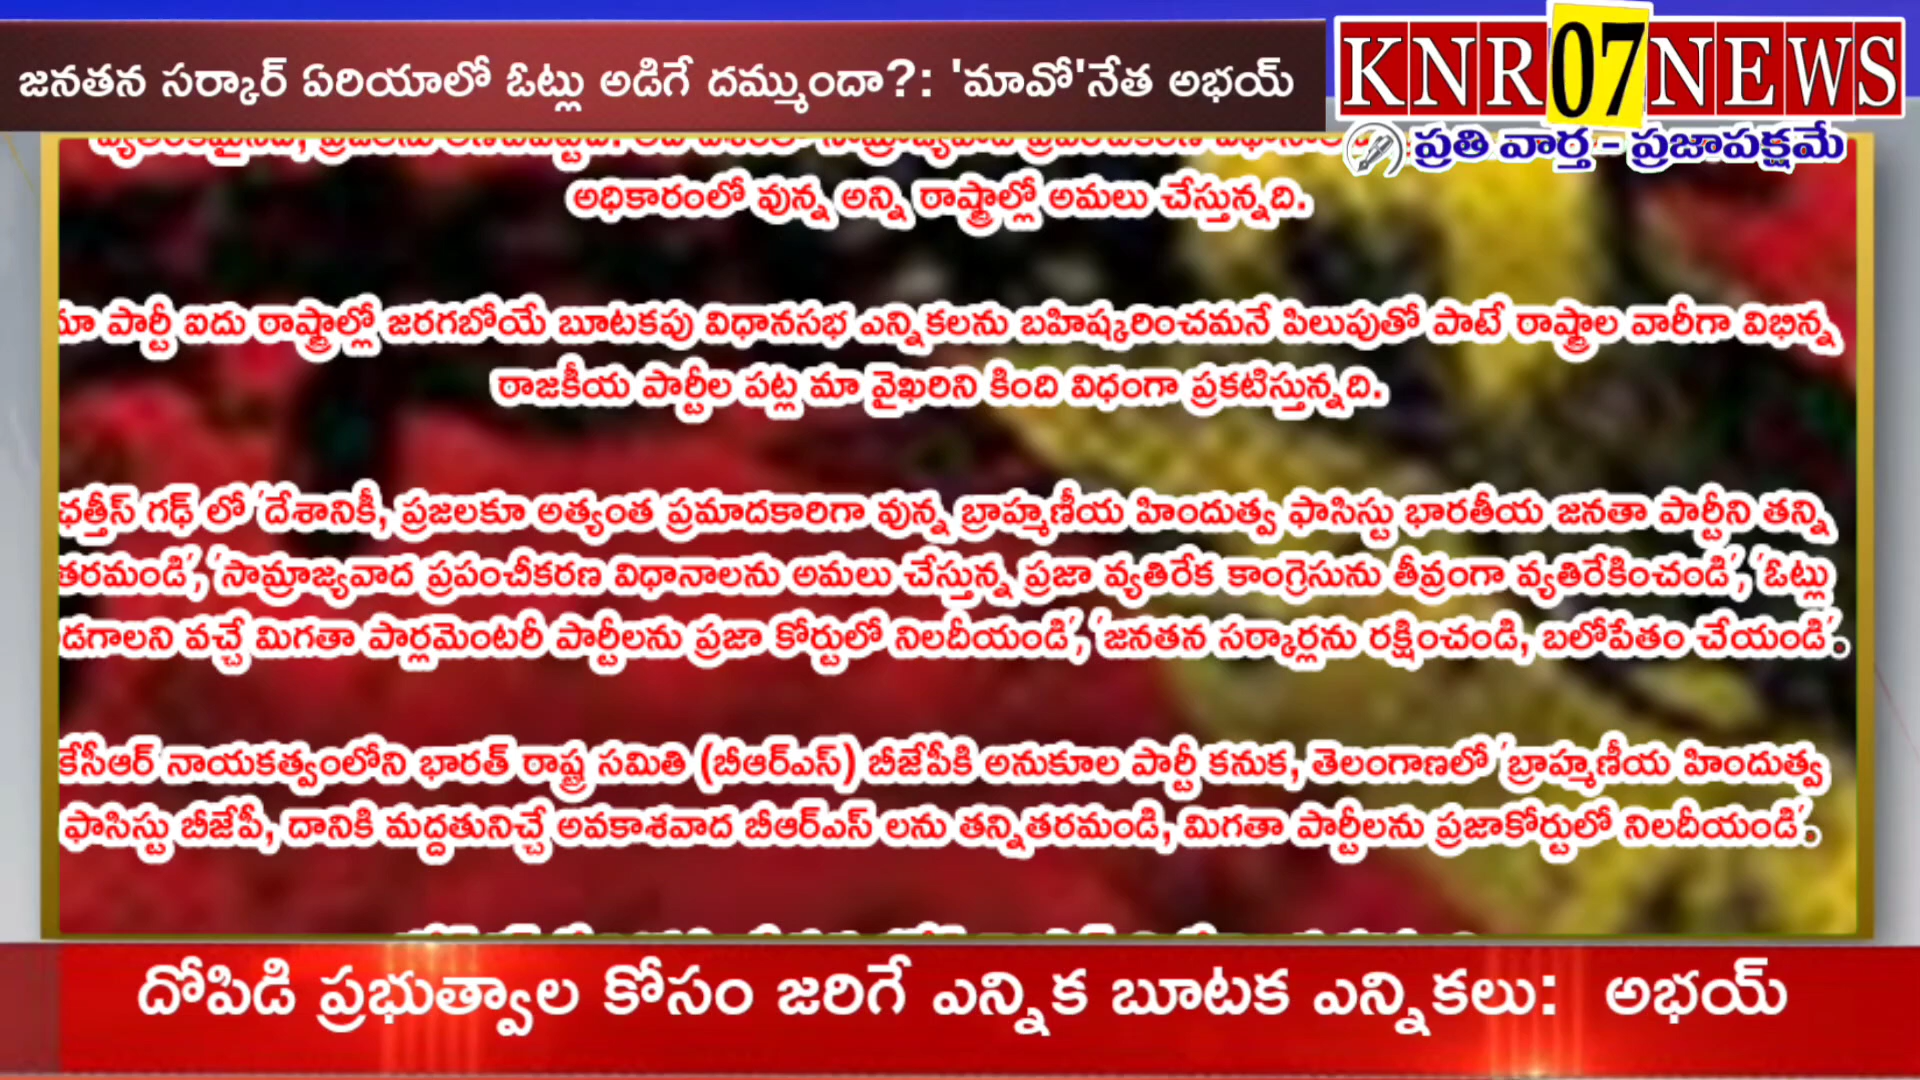 జనతన సర్కార్ ఏరియాలో ఓట్లు అడిగే దమ్ముందా?: 'మావో'నేత అభయ్
KNR 07 NEWS
ప్రతి వార్త - ప్రజాపక్షమే
అధికారంలో వున్న అన్ని రాష్ట్రాల్లో అమలు చేస్తున్నది.
మా పార్టీ ఐదు రాష్ట్రాల్లో జరగబోయే బూటకపు విధానసభ ఎన్నికలను బహిష్కరించమనే పిలుపుతో పాటే రాష్ట్రాల వారీగా విభిన్న
రాజకీయ పార్టీల పట్ల మా వైఖరిని కింది విధంగా ప్రకటిస్తున్నది.
ఛత్తీస్ గఢ్ లో 'దేశానికీ, ప్రజలకూ అత్యంత ప్రమాదకారిగా వున్న బ్రాహ్మణీయ హిందుత్వ ఫాసిస్టు భారతీయ జనతా పార్టీని తన్ని
తరమండి', 'సామ్రాజ్యవాద ప్రపంచీకరణ విధానాలను అమలు చేస్తున్న ప్రజా వ్యతిరేక కాంగ్రెసును తీవ్రంగా వ్యతిరేకించండి', 'ఓట్లు
డగాలని వచ్చే మిగతా పార్లమెంటరీ పార్టీలను ప్రజా కోర్టులో నిలదీయండి', 'జనతన సర్కార్లను రక్షించండి, బలోపేతం చేయండి'.
కేసీఆర్ నాయకత్వంలోని భారత్ రాష్ట్ర సమితి (బీఆర్ఎస్) బీజేపీకి అనుకూల పార్టీ కనుక, తెలంగాణలో 'బ్రాహ్మణీయ హిందుత్వ
ఫాసిస్టు బీజేపీ, దానికి మద్దతునిచ్చే అవకాశవాద బీఆర్ఎస్ లను తన్నితరమండి, మిగతా పార్టీలను ప్రజాకోర్టులో నిలదీయండి'.
దోపిడి ప్రభుత్వాల కోసం జరిగే ఎన్నిక బూటక ఎన్నికలు: అభయ్